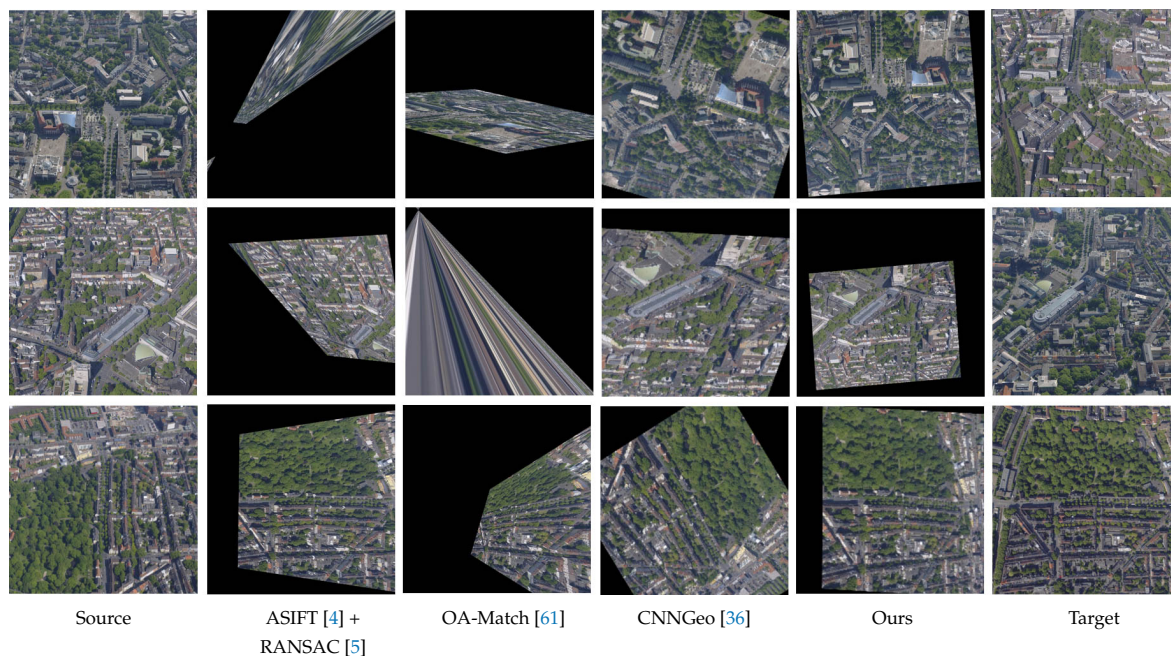 Source
ASIFT [4] +
RANSAC [5]
OA-Match [61]
CNNGeo [36]
Ours
Target